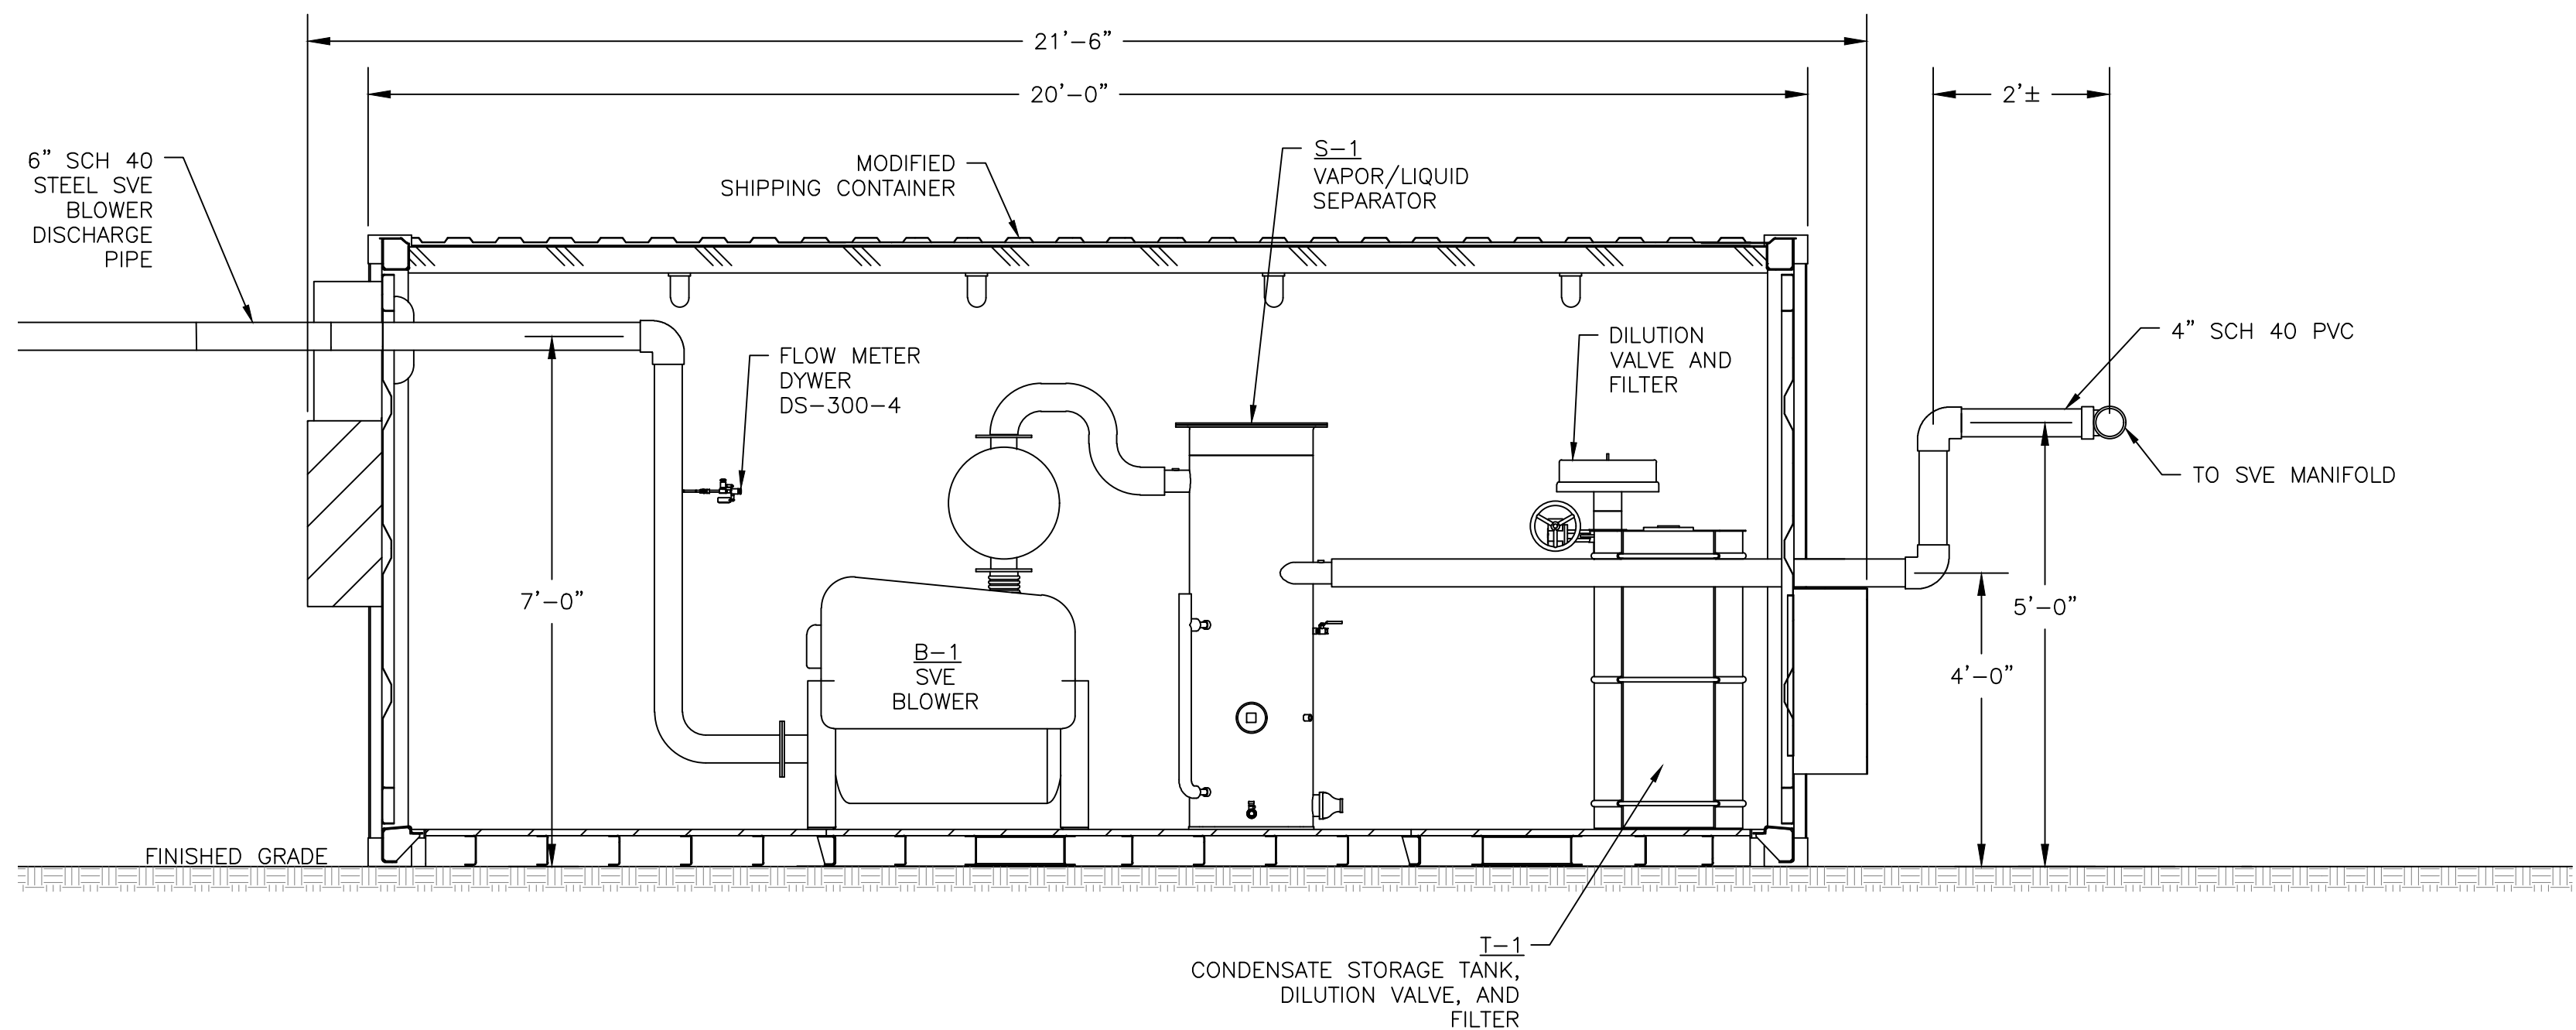 21'-6"
20'-0"
2'±
6" SCH 40
STEEL SVE
BLOWER
DISCHARGE
PIPE
MODIFIED
SHIPPING CONTAINER
S-1
VAPOR/LIQUID
SEPARATOR
FLOW METER
DYWER
DS-300-4
DILUTION
VALVE AND
FILTER
4" SCH 40 PVC
TO SVE MANIFOLD
7'-0"
B-1
SVE
BLOWER
5'-0"
4'-0"
FINISHED GRADE
T-1
CONDENSATE STORAGE TANK,
DILUTION VALVE, AND
FILTER